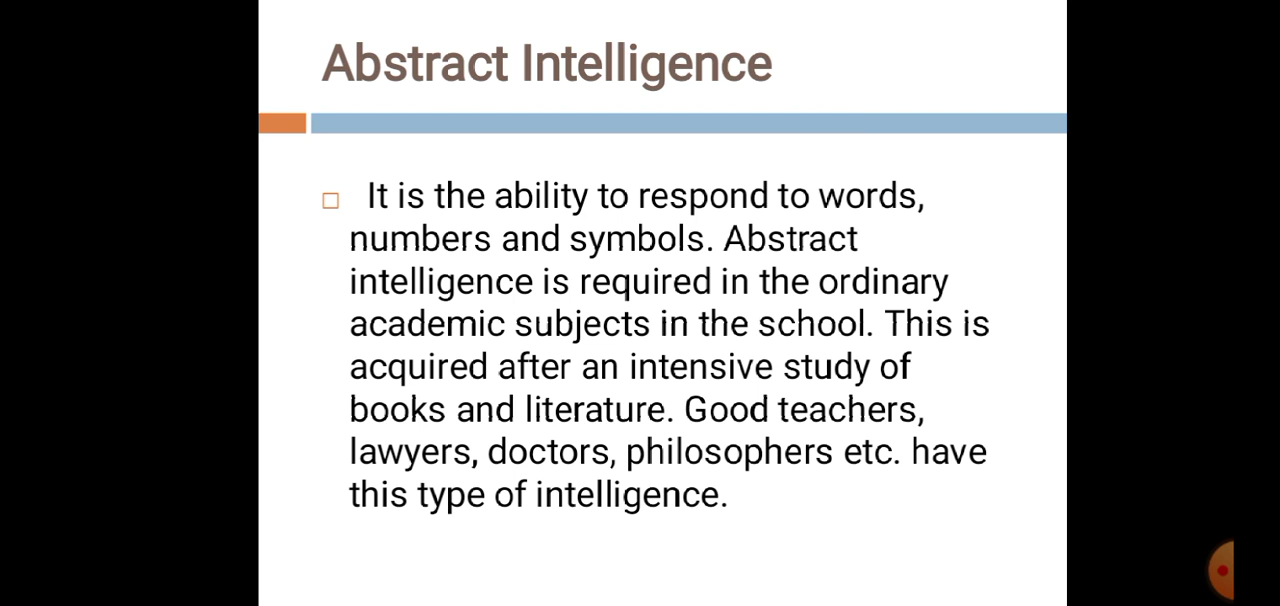 Abstract Intelligence
It is the ability to respond to words,
numbers and symbols. Abstract
intelligence is required in the ordinary
academic subjects in the school. This is
acquired after an intensive study of
books and literature. Good teachers,
lawyers, doctors, philosophers etc. have
this type of intelligence.